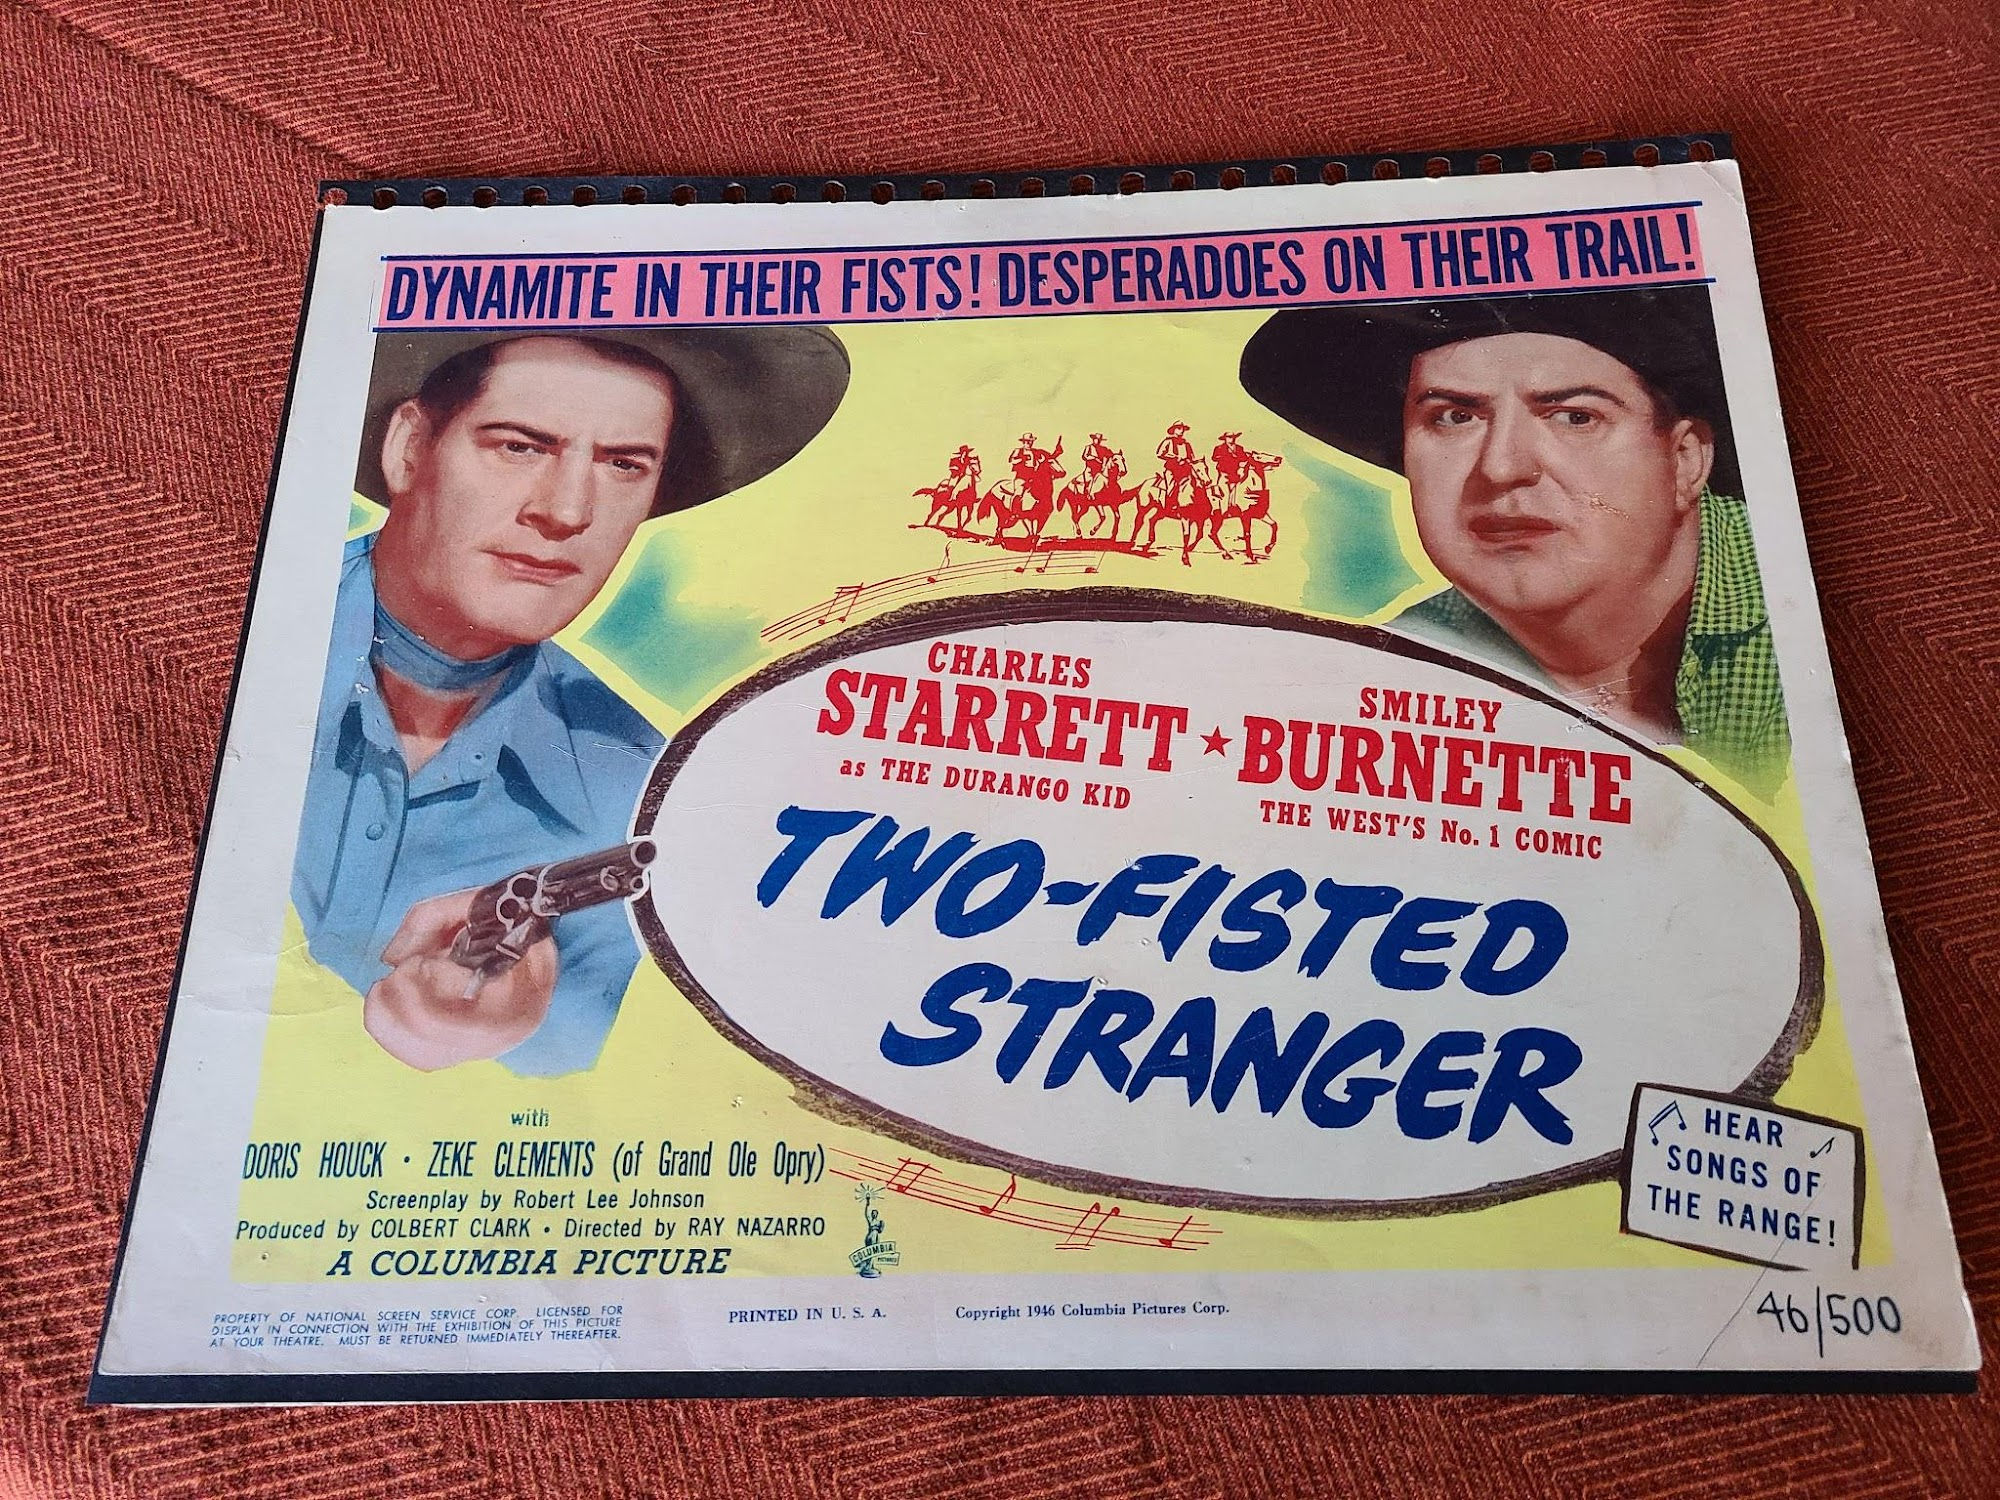 DYNAMITE IN THEIR FISTS! DESPERADOES ON THEIR TRAIL!
CHARLES
STARRETT
as THE DURANGO KID
★
SMILEY
BURNETTE
THE WEST'S No. 1 COMIC
TWO-FISTED
STRANGER
HEAR
SONGS OF
THE RANGE!
with
DORIS HOUCK • ZEKE CLEMENTS (of Grand Ole Opry)
Screenplay by Robert Lee Johnson
Produced by COLBERT CLARK • Directed by RAY NAZARRO
A COLUMBIA PICTURE
COLUMBIA
PICTURES
PROPERTY OF NATIONAL SCREEN SERVICE CORP. LICENSED FOR
DISPLAY IN CONNECTION WITH THE EXHIBITION OF THIS PICTURE
AT YOUR THEATRE. MUST BE RETURNED IMMEDIATELY THEREAFTER.
PRINTED IN U. S. A.
Copyright 1946 Columbia Pictures Corp.
46/500